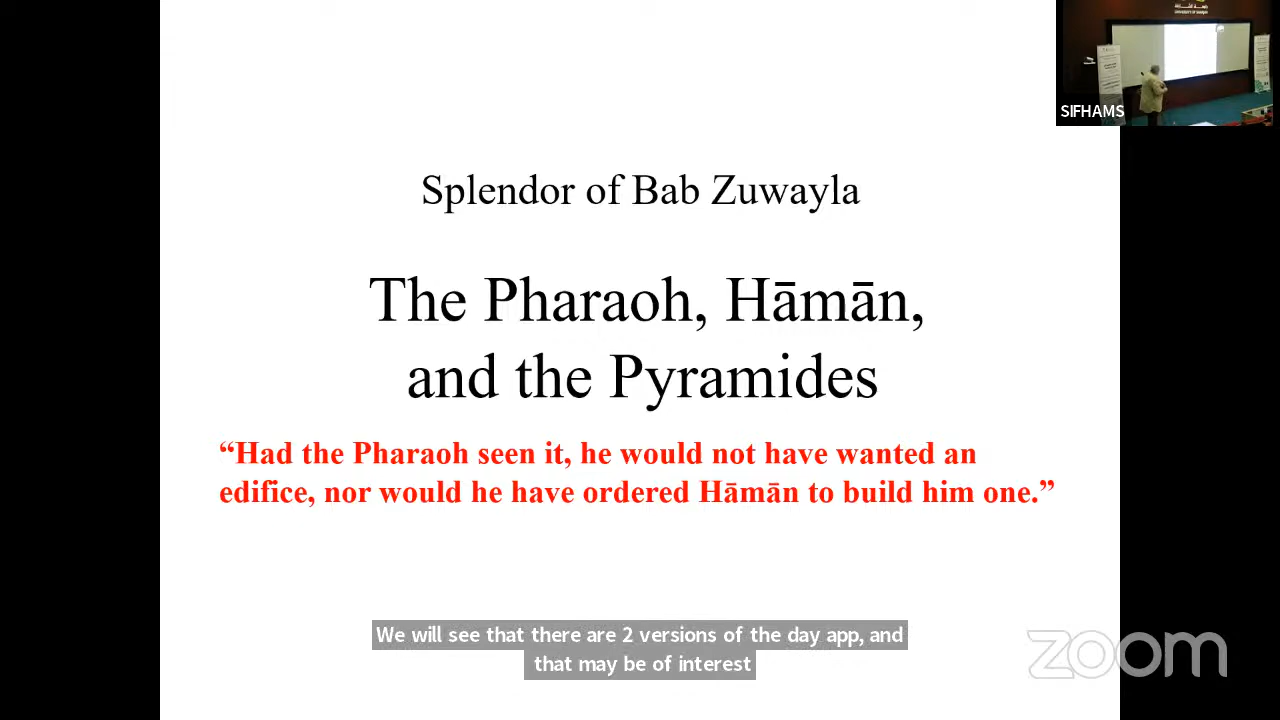 SIFHAMS
Splendor of Bab Zuwayla
The Pharaoh, Hāmān,
and the Pyramides
“Had the Pharaoh seen it, he would not have wanted an
edifice, nor would he have ordered Hāmān to build him one.”
We will see that there are 2 versions of the day app, and
that may be of interest
zoom